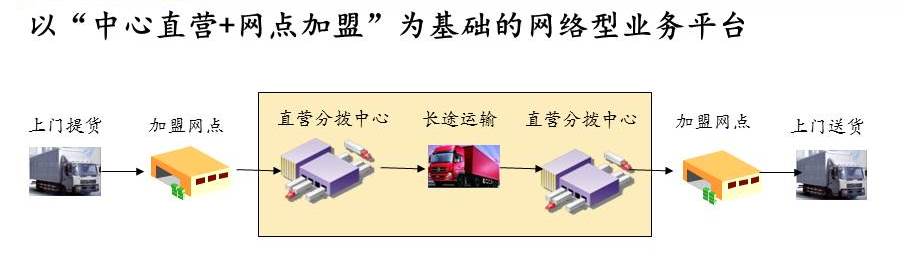 以“中心直营+网点加盟”为基础的网络型业务平台
上门提货
加盟网点
直营分拨中心
长途运输
直营分拨中心
加盟网点
上门送货